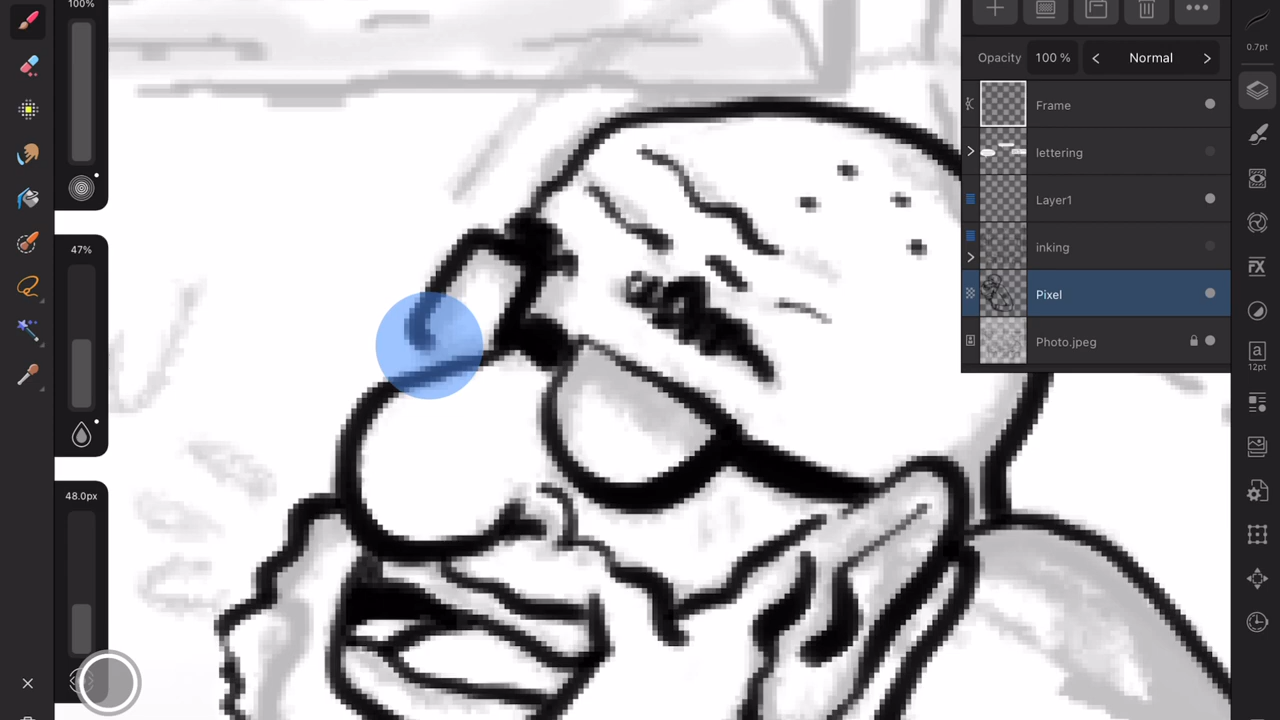 100%
47%
48.0px
Opacity 100 % < Normal >
Frame
lettering
Layer1
inking
Pixel
Photo.jpeg
0.7pt
FX
a
12pt